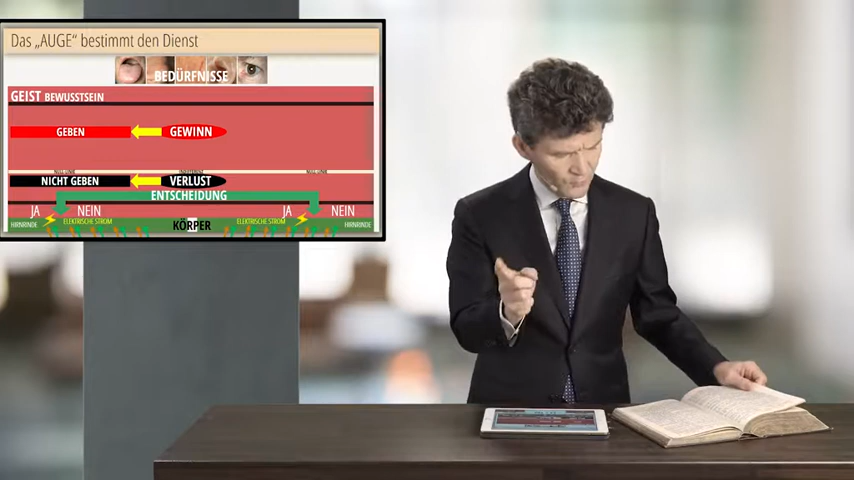 Das „AUGE“ bestimmt den Dienst
BEDÜRFNISSE
GEIST BEWUSSTSEIN
GEBEN GEWINN
NICHT GEBEN VERLUST
ENTSCHEIDUNG
JA NEIN JA NEIN
HIRNRINDE ELEKTRISCHE STROM KÖRPER ELEKTRISCHE STROM HIRNRINDE